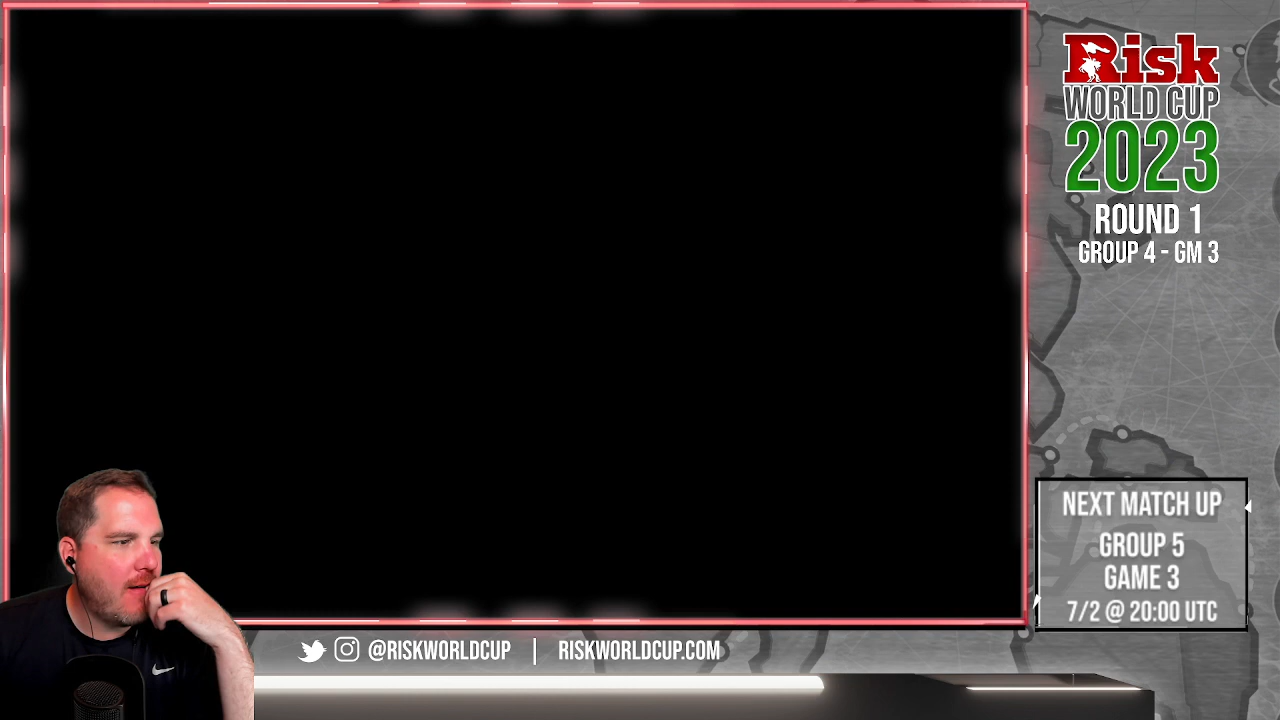 Risk
WORLD CUP
2023
ROUND 1
GROUP 4 - GM 3
NEXT MATCH UP
GROUP 5
GAME 3
7/2 @ 20:00 UTC
@RISKWORLDCUP | RISKWORLDCUP.COM